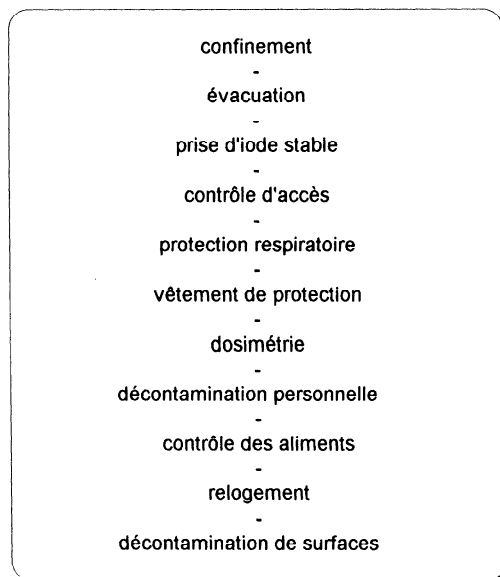 confinement
-
évacuation
-
prise d'iode stable
-
contrôle d'accès
-
protection respiratoire
-
vêtement de protection
-
dosimétrie
-
décontamination personnelle
-
contrôle des aliments
-
relogement
-
décontamination de surfaces